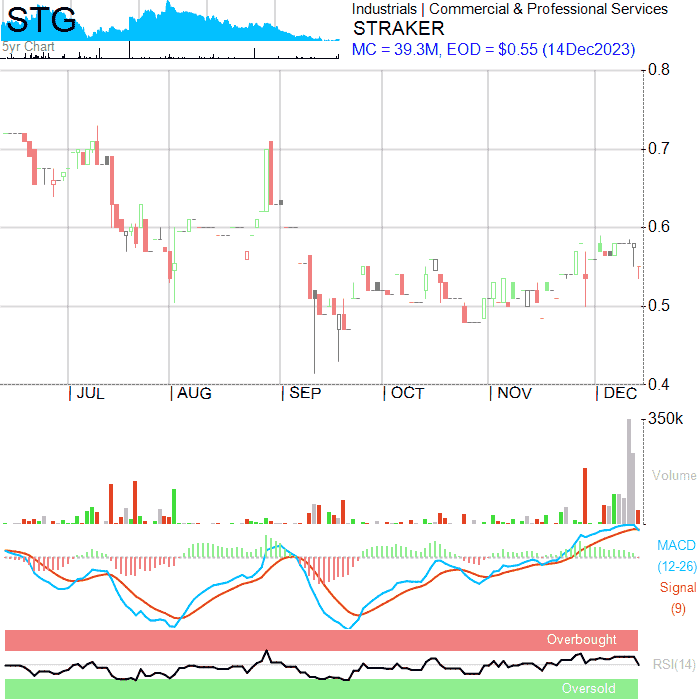 STG
5yr Chart
Industrials | Commercial & Professional Services
STRAKER
MC = 39.3M, EOD = $0.55 (14Dec2023)
0.8
0.7
0.6
0.5
0.4
JUL AUG SEP OCT NOV DEC
350k
Volume
MACD
(12-26)
Signal
(9)
Overbought
RSI(14)
Oversold